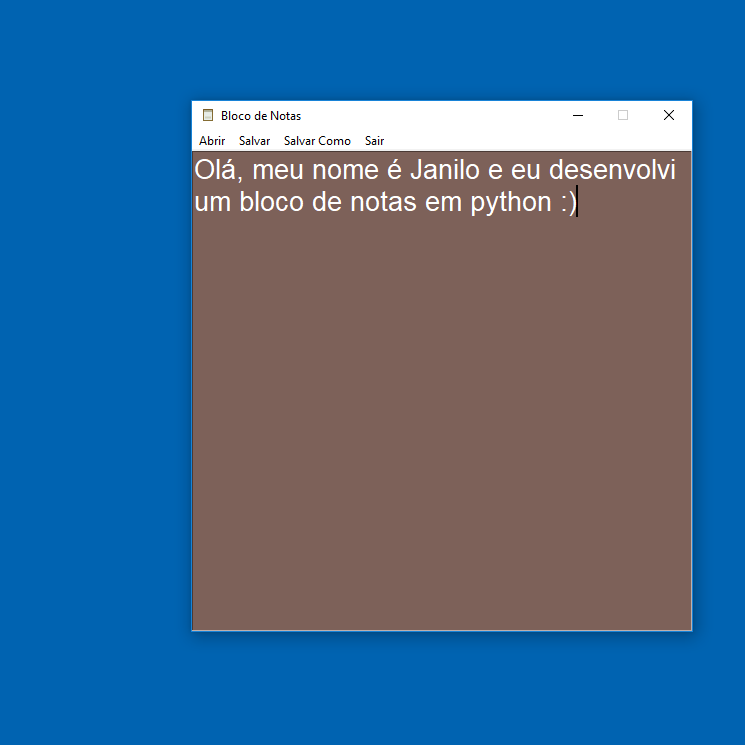 Bloco de Notas
Abrir Salvar Salvar Como Sair
Olá, meu nome é Janilo e eu desenvolvi
um bloco de notas em python :)